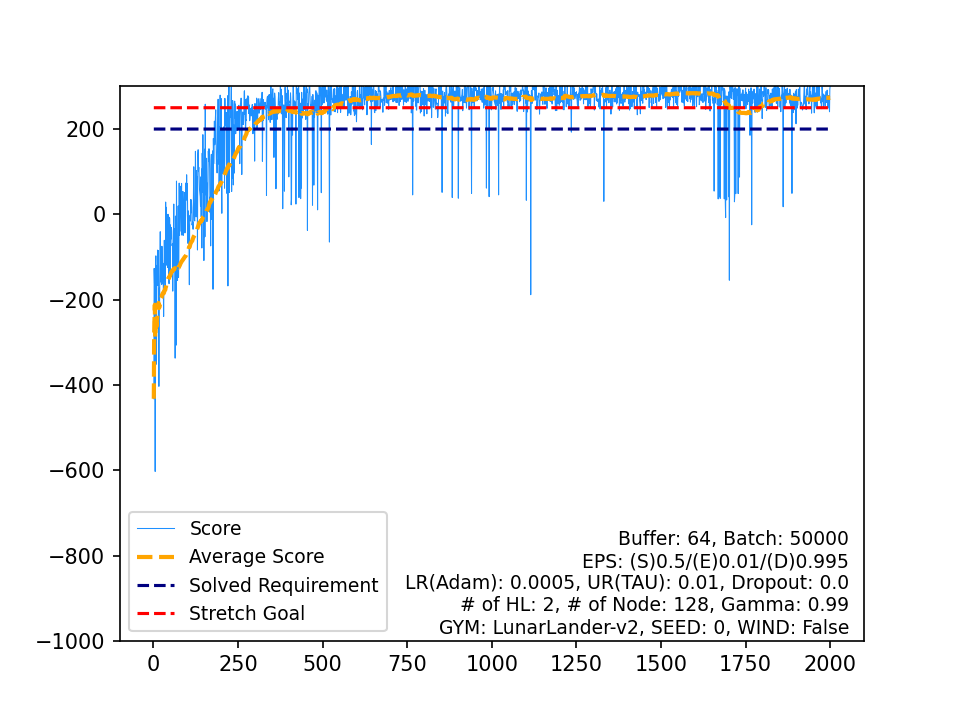 200
0
−200
−400
−600
−800
−1000
Score
Average Score
Solved Requirement
Stretch Goal
Buffer: 64, Batch: 50000
EPS: (S)0.5/(E)0.01/(D)0.995
LR(Adam): 0.0005, UR(TAU): 0.01, Dropout: 0.0
# of HL: 2, # of Node: 128, Gamma: 0.99
GYM: LunarLander-v2, SEED: 0, WIND: False
0 250 500 750 1000 1250 1500 1750 2000